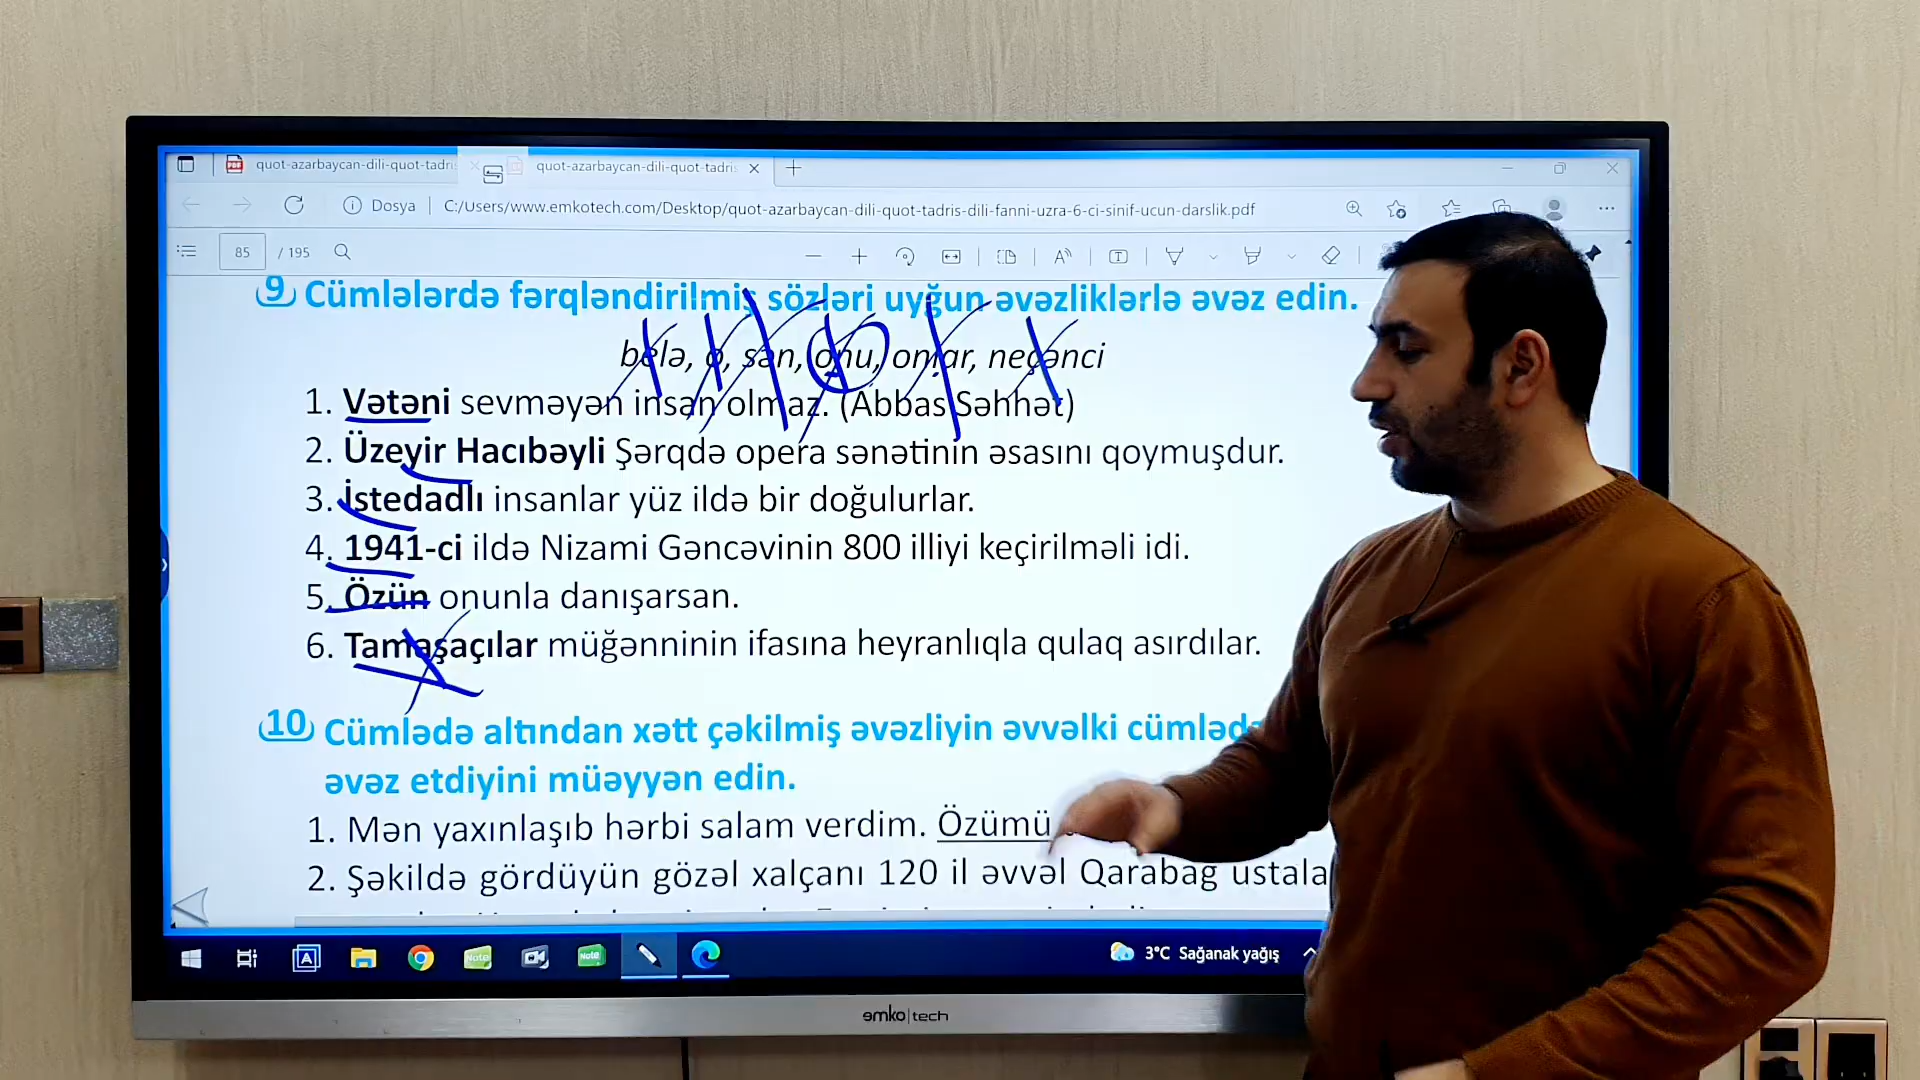 quot-azarbaycan-dili-quot-tadris
quot-azarbaycan-dili-quot-tadris
Dosya
C:/Users/www.emkotech.com/Desktop/quot-azarbaycan-dili-quot-tadris-dili-fanni-uzra-6-ci-sinif-ucun-darslik.pdf
85 / 195
9 Cümlələrdə fərqləndirilmiş sözləri uyğun əvəzliklərlə əvəz edin.
belə, o, sən, onu, onlar, neçənci
1. Vətəni sevməyən insan olmaz. (Abbas Səhhət)
2. Üzeyir Hacıbəyli Şərqdə opera sənətinin əsasını qoymuşdur.
3. İstedadlı insanlar yüz ildə bir doğulurlar.
4. 1941-ci ildə Nizami Gəncəvinin 800 illiyi keçirilməli idi.
5. Özün onunla danışarsan.
6. Tamaşaçılar müğənninin ifasına heyranlıqla qulaq asırdılar.
10 Cümlədə altından xətt çəkilmiş əvəzliyin əvvəlki
əvəz etdiyini müəyyən edin.
1. Mən yaxınlaşıb hərbi salam verdim. Özümü
2. Şəkildə gördüyün gözəl xalçanı 120 il əvvəl Qarabağ
3°C Sağanak yağış
emko|tech